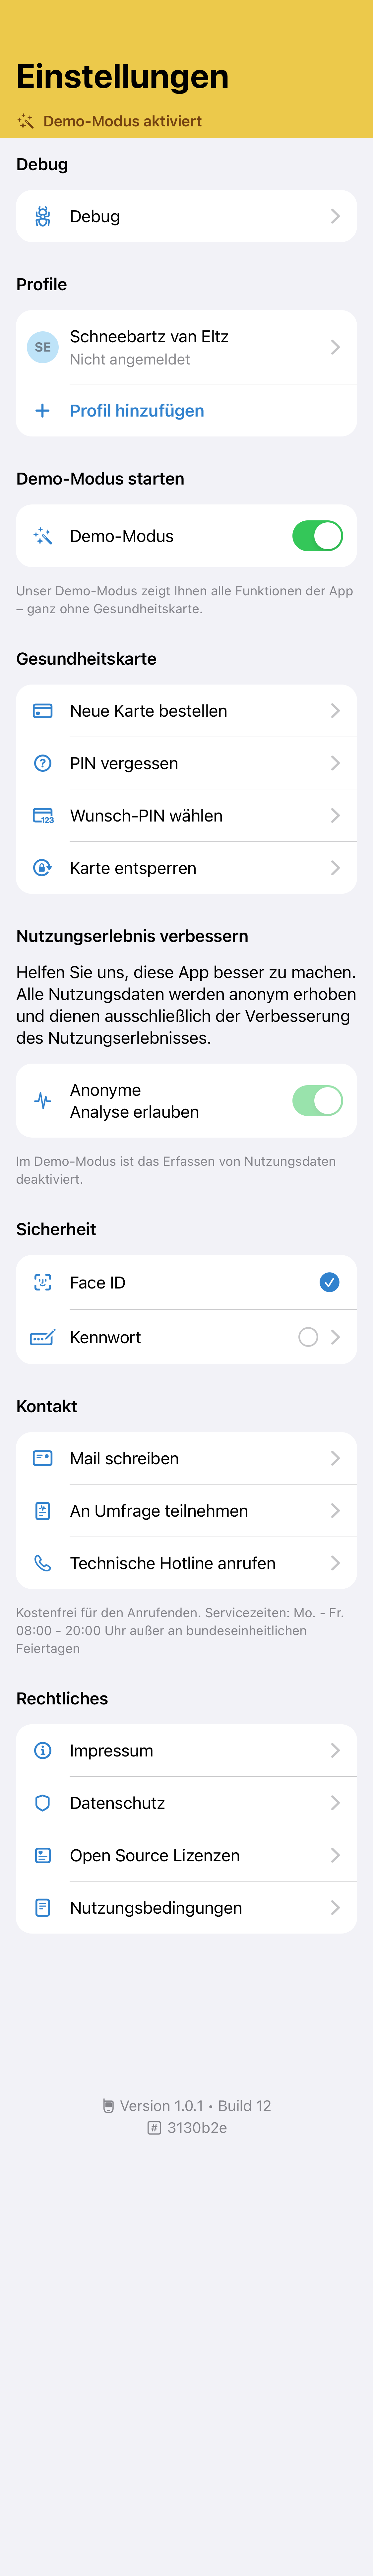 Einstellungen
Demo-Modus aktiviert
Debug
Debug
Profile
SE
Schneebartz van Eltz
Nicht angemeldet
Profil hinzufügen
Demo-Modus starten
Demo-Modus
Unser Demo-Modus zeigt Ihnen alle Funktionen der App
– ganz ohne Gesundheitskarte.
Gesundheitskarte
Neue Karte bestellen
PIN vergessen
123
Wunsch-PIN wählen
Karte entsperren
Nutzungserlebnis verbessern
Helfen Sie uns, diese App besser zu machen.
Alle Nutzungsdaten werden anonym erhoben
und dienen ausschließlich der Verbesserung
des Nutzungserlebnisses.
Anonyme
Analyse erlauben
Im Demo-Modus ist das Erfassen von Nutzungsdaten
deaktiviert.
Sicherheit
Face ID
Kennwort
Kontakt
Mail schreiben
An Umfrage teilnehmen
Technische Hotline anrufen
Kostenfrei für den Anrufenden. Servicezeiten: Mo. - Fr.
08:00 - 20:00 Uhr außer an bundeseinheitlichen
Feiertagen
Rechtliches
Impressum
Datenschutz
Open Source Lizenzen
Nutzungsbedingungen
Version 1.0.1 • Build 12
# 3130b2e